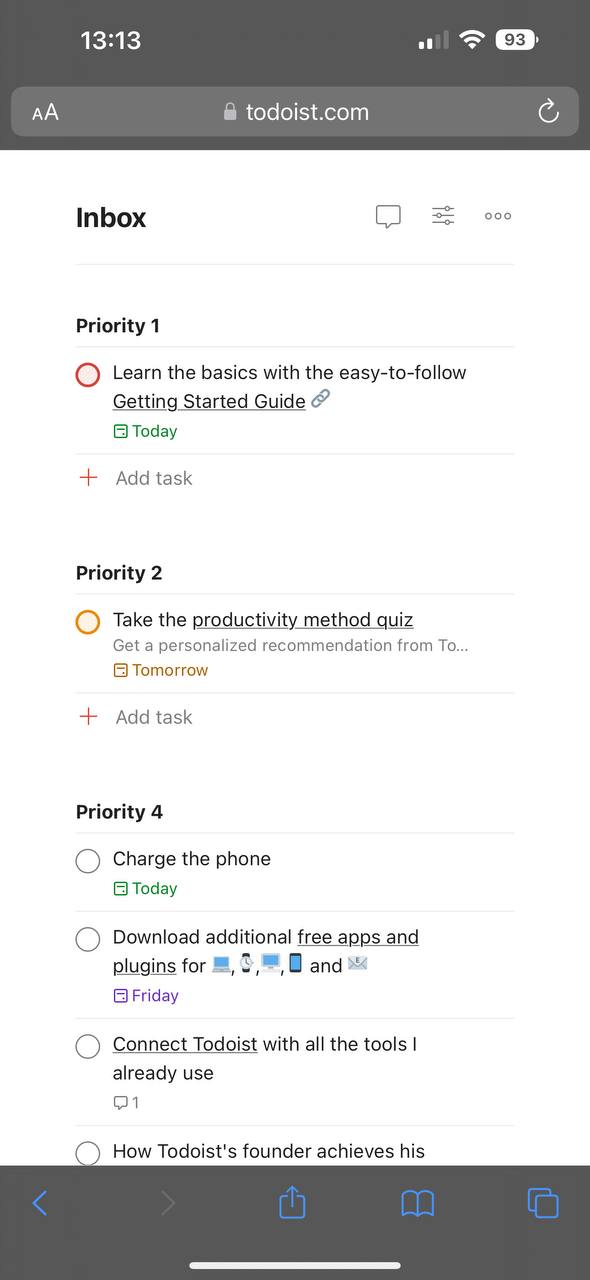 13:13
93
AA
todoist.com
Inbox
Priority 1
Learn the basics with the easy-to-follow
Getting Started Guide
Today
Add task
Priority 2
Take the productivity method quiz
Get a personalized recommendation from To...
Tomorrow
Add task
Priority 4
Charge the phone
Today
Download additional free apps and
plugins for 💻,⌚,🖥,📱 and 📧
Friday
Connect Todoist with all the tools I
already use
1
How Todoist's founder achieves his